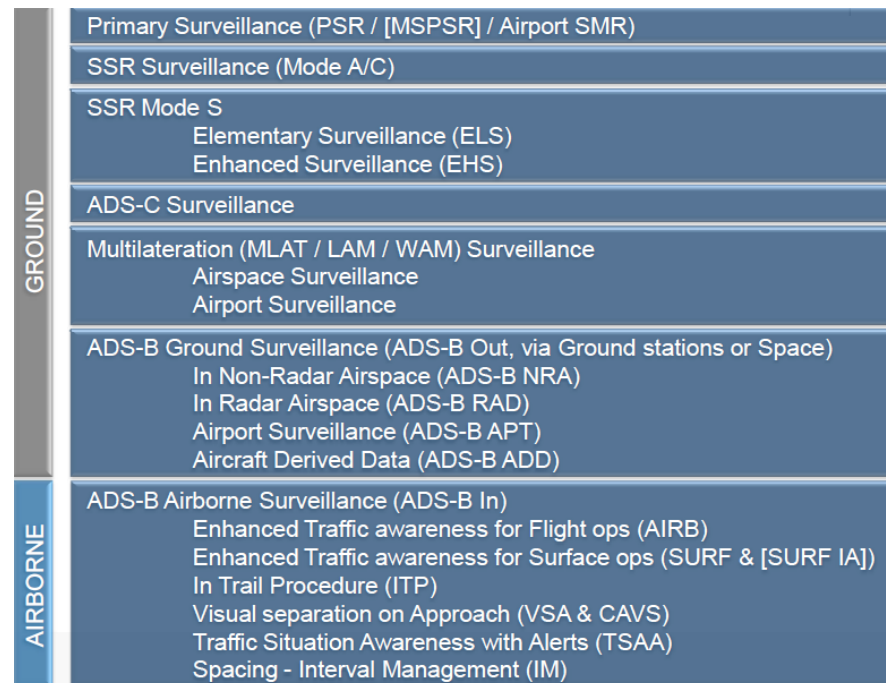 GROUND
Primary Surveillance (PSR / [MSPSR] / Airport SMR)
SSR Surveillance (Mode A/C)
SSR Mode S
Elementary Surveillance (ELS)
Enhanced Surveillance (EHS)
ADS-C Surveillance
Multilateration (MLAT / LAM / WAM) Surveillance
Airspace Surveillance
Airport Surveillance
ADS-B Ground Surveillance (ADS-B Out, via Ground stations or Space)
In Non-Radar Airspace (ADS-B NRA)
In Radar Airspace (ADS-B RAD)
Airport Surveillance (ADS-B APT)
Aircraft Derived Data (ADS-B ADD)
AIRBORNE
ADS-B Airborne Surveillance (ADS-B In)
Enhanced Traffic awareness for Flight ops (AIRB)
Enhanced Traffic awareness for Surface ops (SURF & [SURF IA])
In Trail Procedure (ITP)
Visual separation on Approach (VSA & CAVS)
Traffic Situation Awareness with Alerts (TSAA)
Spacing - Interval Management (IM)